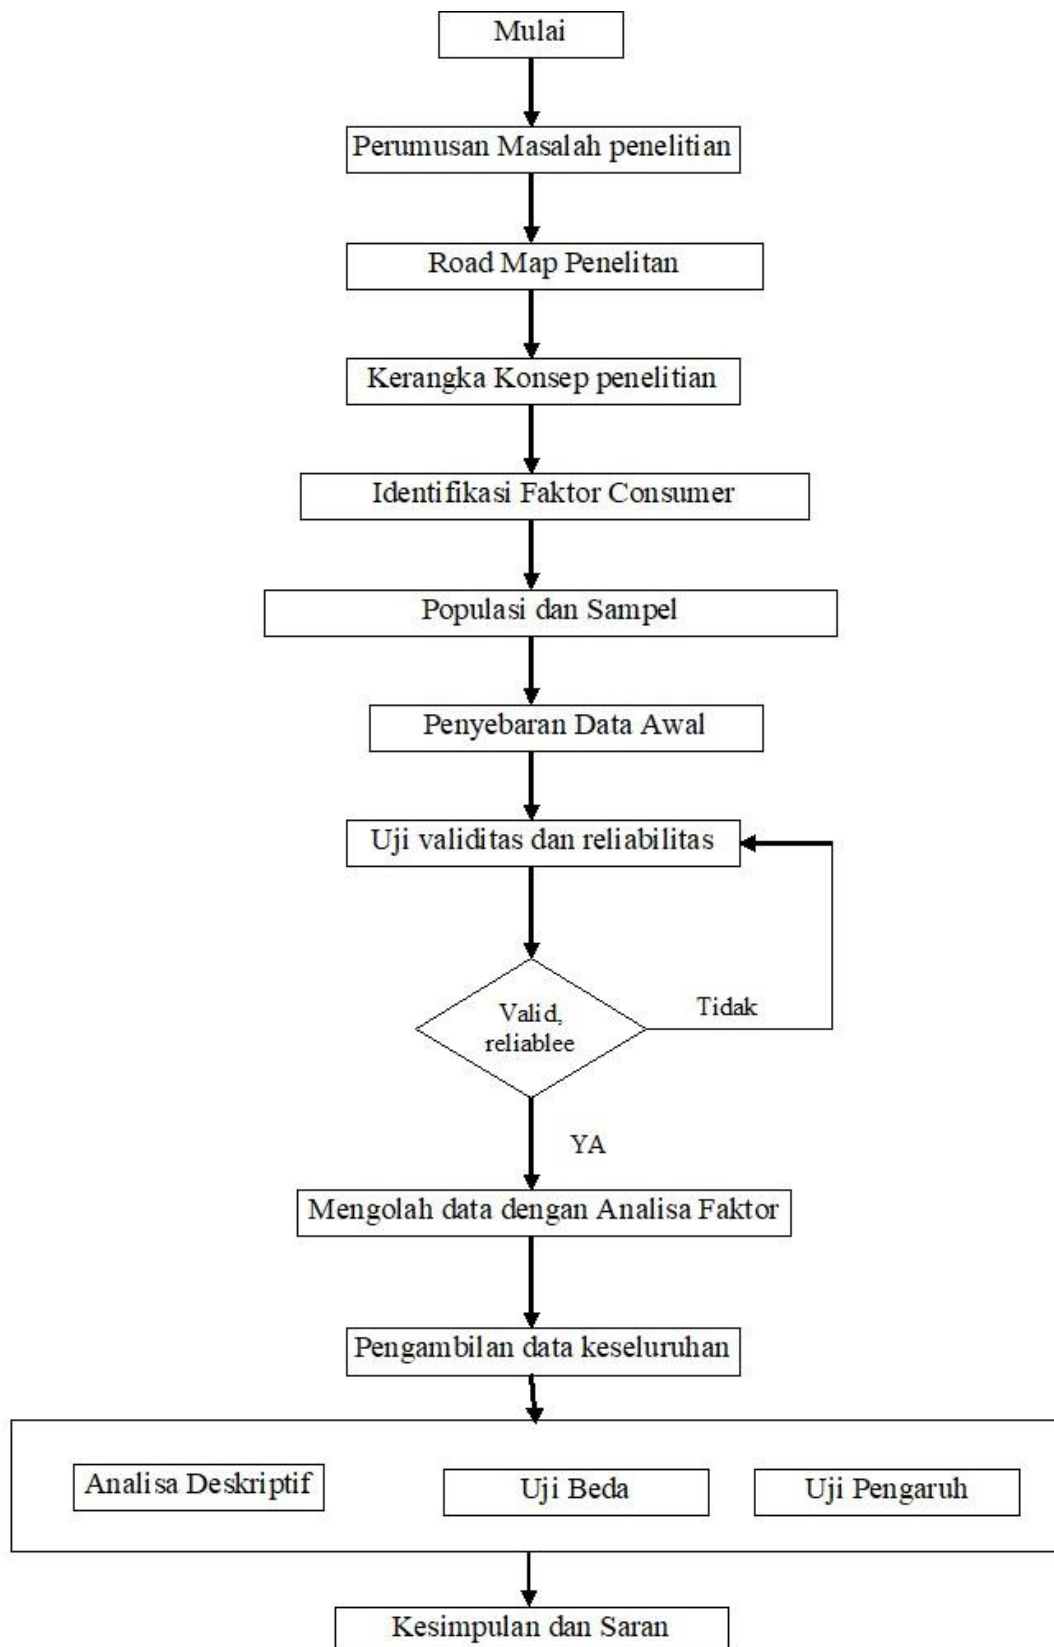 Mulai
Perumusan Masalah penelitian
Road Map Penelitan
Kerangka Konsep penelitian
Identifikasi Faktor Consumer
Populasi dan Sampel
Penyebaran Data Awal
Uji validitas dan reliabilitas
Valid,
reliablee
Tidak
YA
Mengolah data dengan Analisa Faktor
Pengambilan data keseluruhan
Analisa Deskriptif
Uji Beda
Uji Pengaruh
Kesimpulan dan Saran